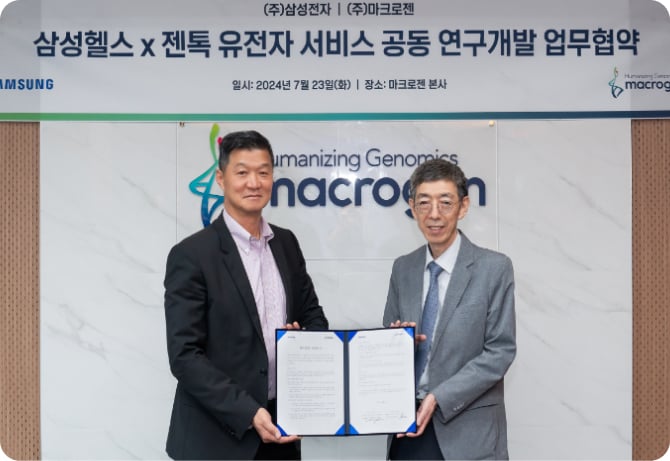 (주)삼성전자 | (주)마크로젠
삼성헬스 x 젠톡 유전자 서비스 공동 연구개발 업무협약
일시: 2024년 7월 23일(화) | 장소: 마크로젠 본사
SAMSUNG
Humanizing Genomics
macrogen